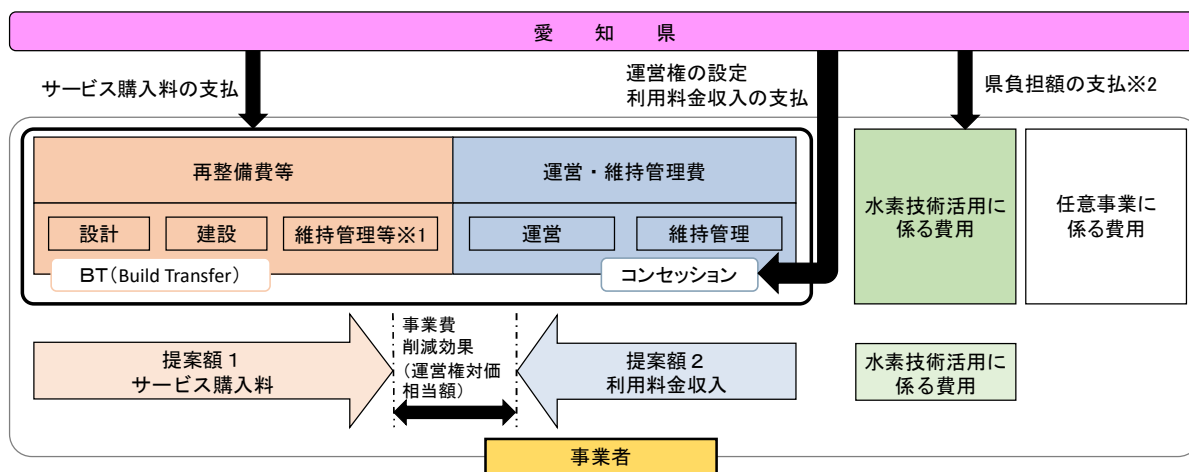 愛 知 県
サービス購入料の支払
運営権の設定
利用料金収入の支払
県負担額の支払※2
再整備費等
運営・維持管理費
設計
建設
維持管理等※1
運営
維持管理
BT(Build Transfer)
コンセッション
水素技術活用に
係る費用
任意事業に
係る費用
提案額1
サービス購入料
事業費
削減効果
(運営権対価
相当額)
提案額2
利用料金収入
水素技術活用に
係る費用
事業者